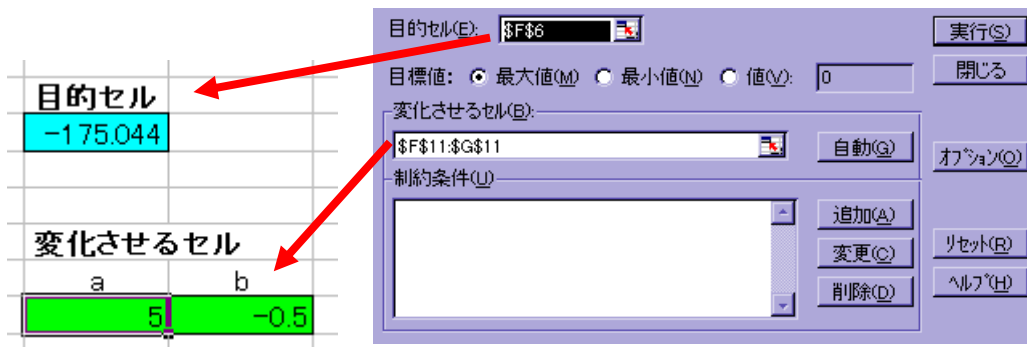 目的セル
-175.044
変化させるセル
a b
5 -0.5
目的セル(E): $F$6
目標値: 最大値(M) 最小値(N) 値(V): 0
変化させるセル(B):
$F$11:$G$11
自動(G)
制約条件(U)
追加(A)
変更(C)
削除(D)
実行(S)
閉じる
オプション(O)
リセット(R)
ヘルプ(H)